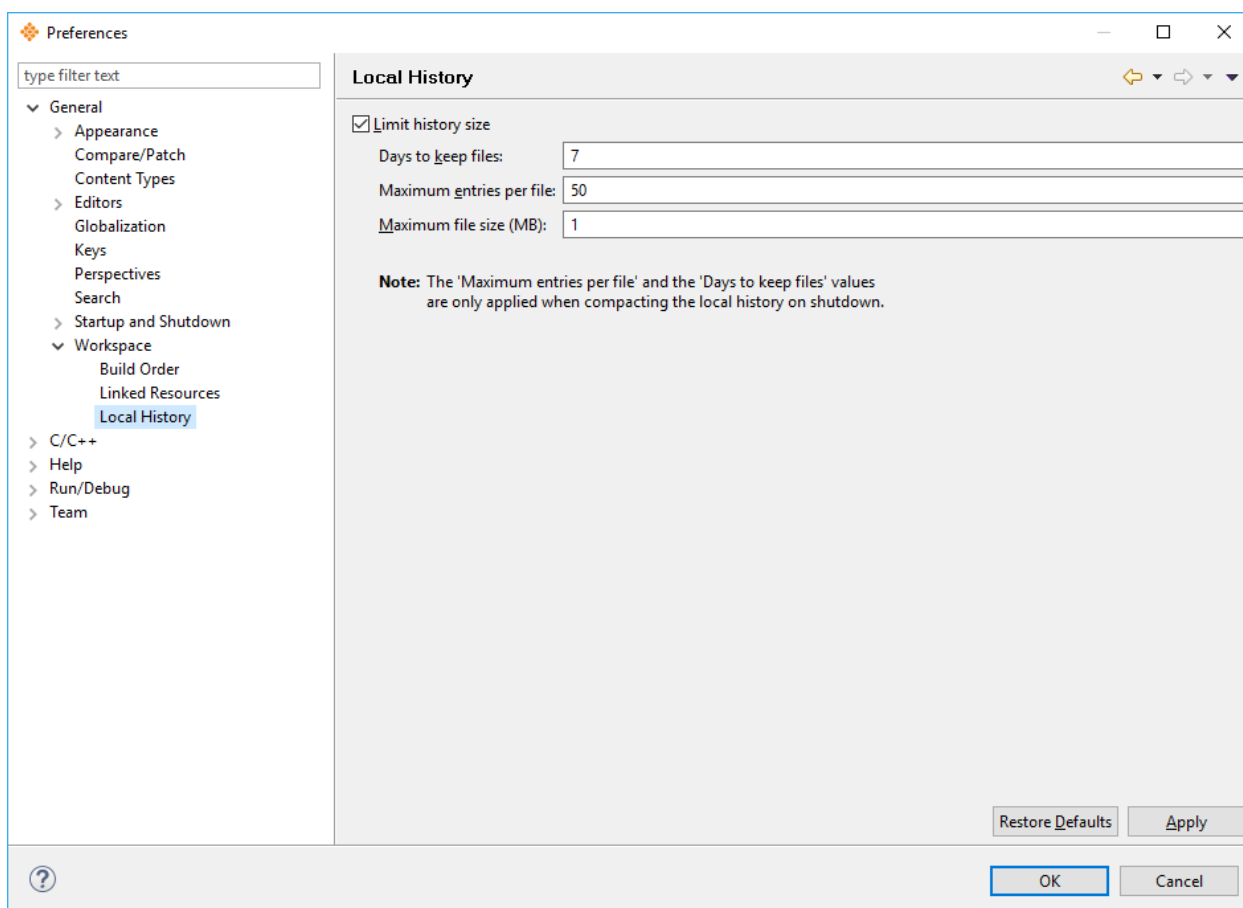 Preferences
type filter text
General
Appearance
Compare/Patch
Content Types
Editors
Globalization
Keys
Perspectives
Search
Startup and Shutdown
Workspace
Build Order
Linked Resources
Local History
C/C++
Help
Run/Debug
Team
Local History
Limit history size
Days to keep files: 7
Maximum entries per file: 50
Maximum file size (MB): 1
Note: The 'Maximum entries per file' and the 'Days to keep files' values
are only applied when compacting the local history on shutdown.
Restore Defaults Apply
? OK Cancel